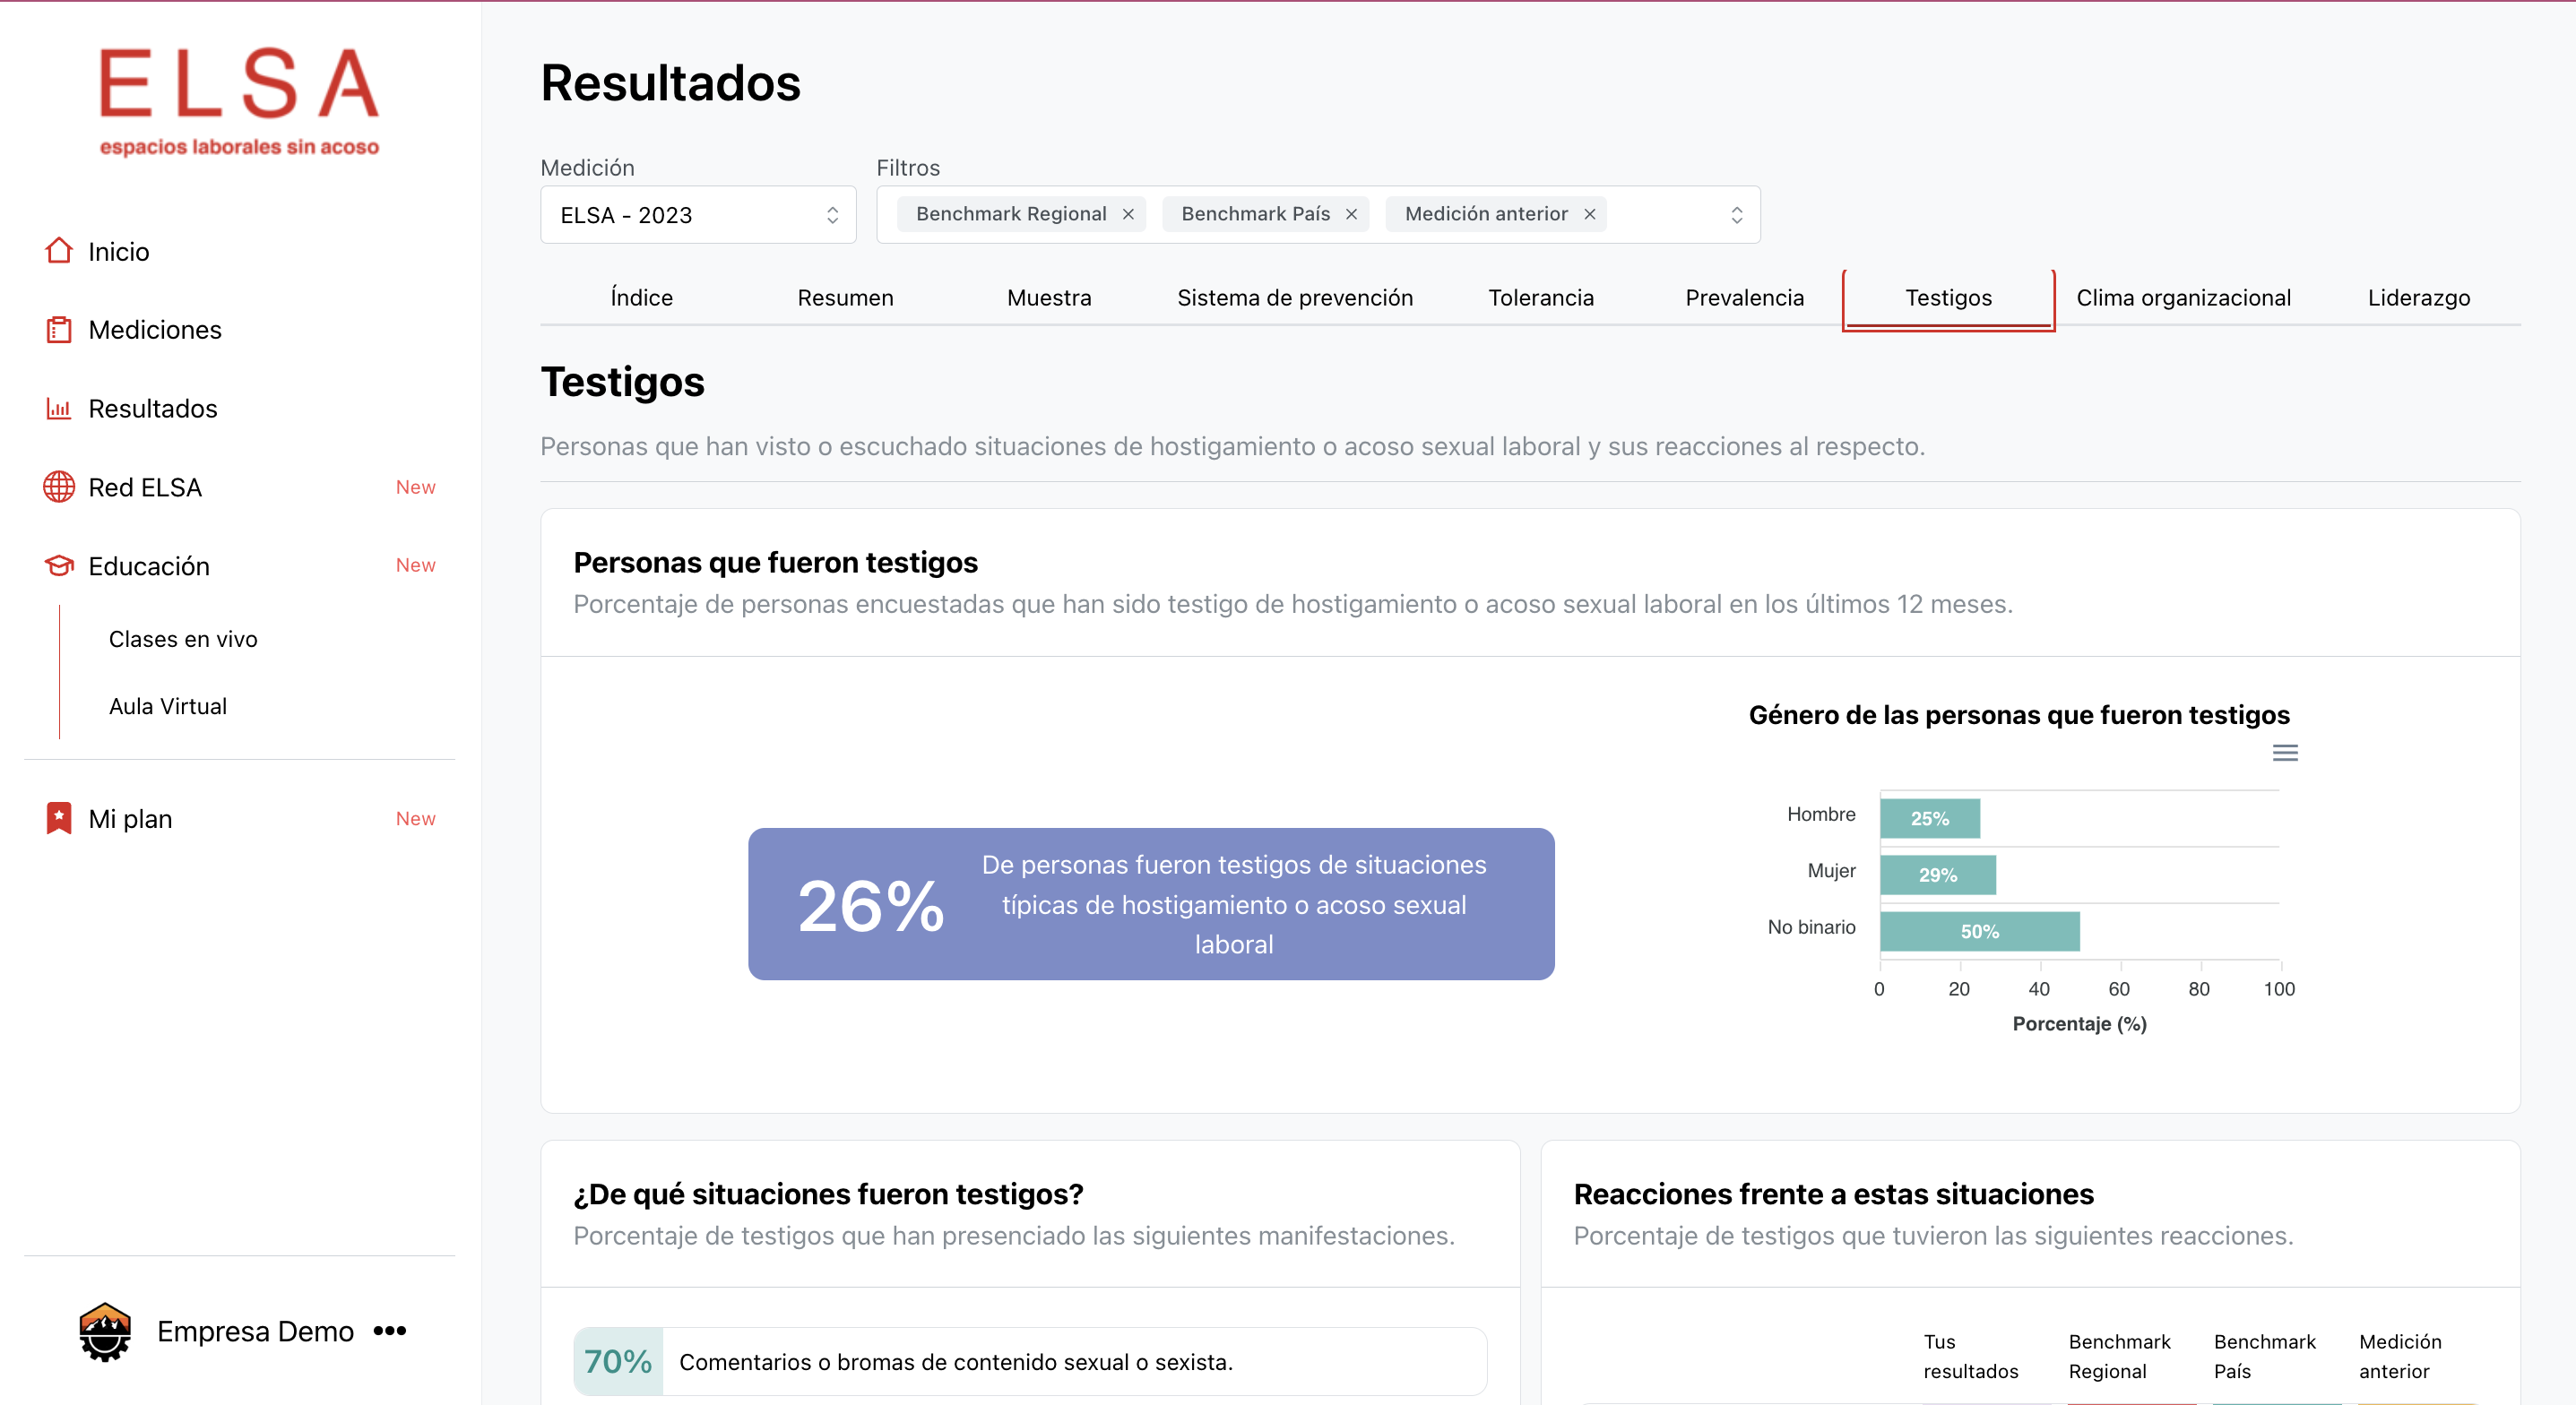 ELSA
espacios laborales sin acoso
Inicio
Mediciones
Resultados
Red ELSA New
Educación New
Clases en vivo
Aula Virtual
Mi plan New
Empresa Demo
Resultados
Medición
Filtros
ELSA - 2023
Benchmark Regional × Benchmark País × Medición anterior ×
Índice Resumen Muestra Sistema de prevención Tolerancia Prevalencia Testigos Clima organizacional Liderazgo
Testigos
Personas que han visto o escuchado situaciones de hostigamiento o acoso sexual laboral y sus reacciones al respecto.
Personas que fueron testigos
Porcentaje de personas encuestadas que han sido testigo de hostigamiento o acoso sexual laboral en los últimos 12 meses.
26%
De personas fueron testigos de situaciones
típicas de hostigamiento o acoso sexual
laboral
Género de las personas que fueron testigos
Hombre 25%
Mujer 29%
No binario 50%
0 20 40 60 80 100
Porcentaje (%)
¿De qué situaciones fueron testigos?
Porcentaje de testigos que han presenciado las siguientes manifestaciones.
70% Comentarios o bromas de contenido sexual o sexista.
Reacciones frente a estas situaciones
Porcentaje de testigos que tuvieron las siguientes reacciones.
Tus
resultados
Benchmark
Regional
Benchmark
País
Medición
anterior